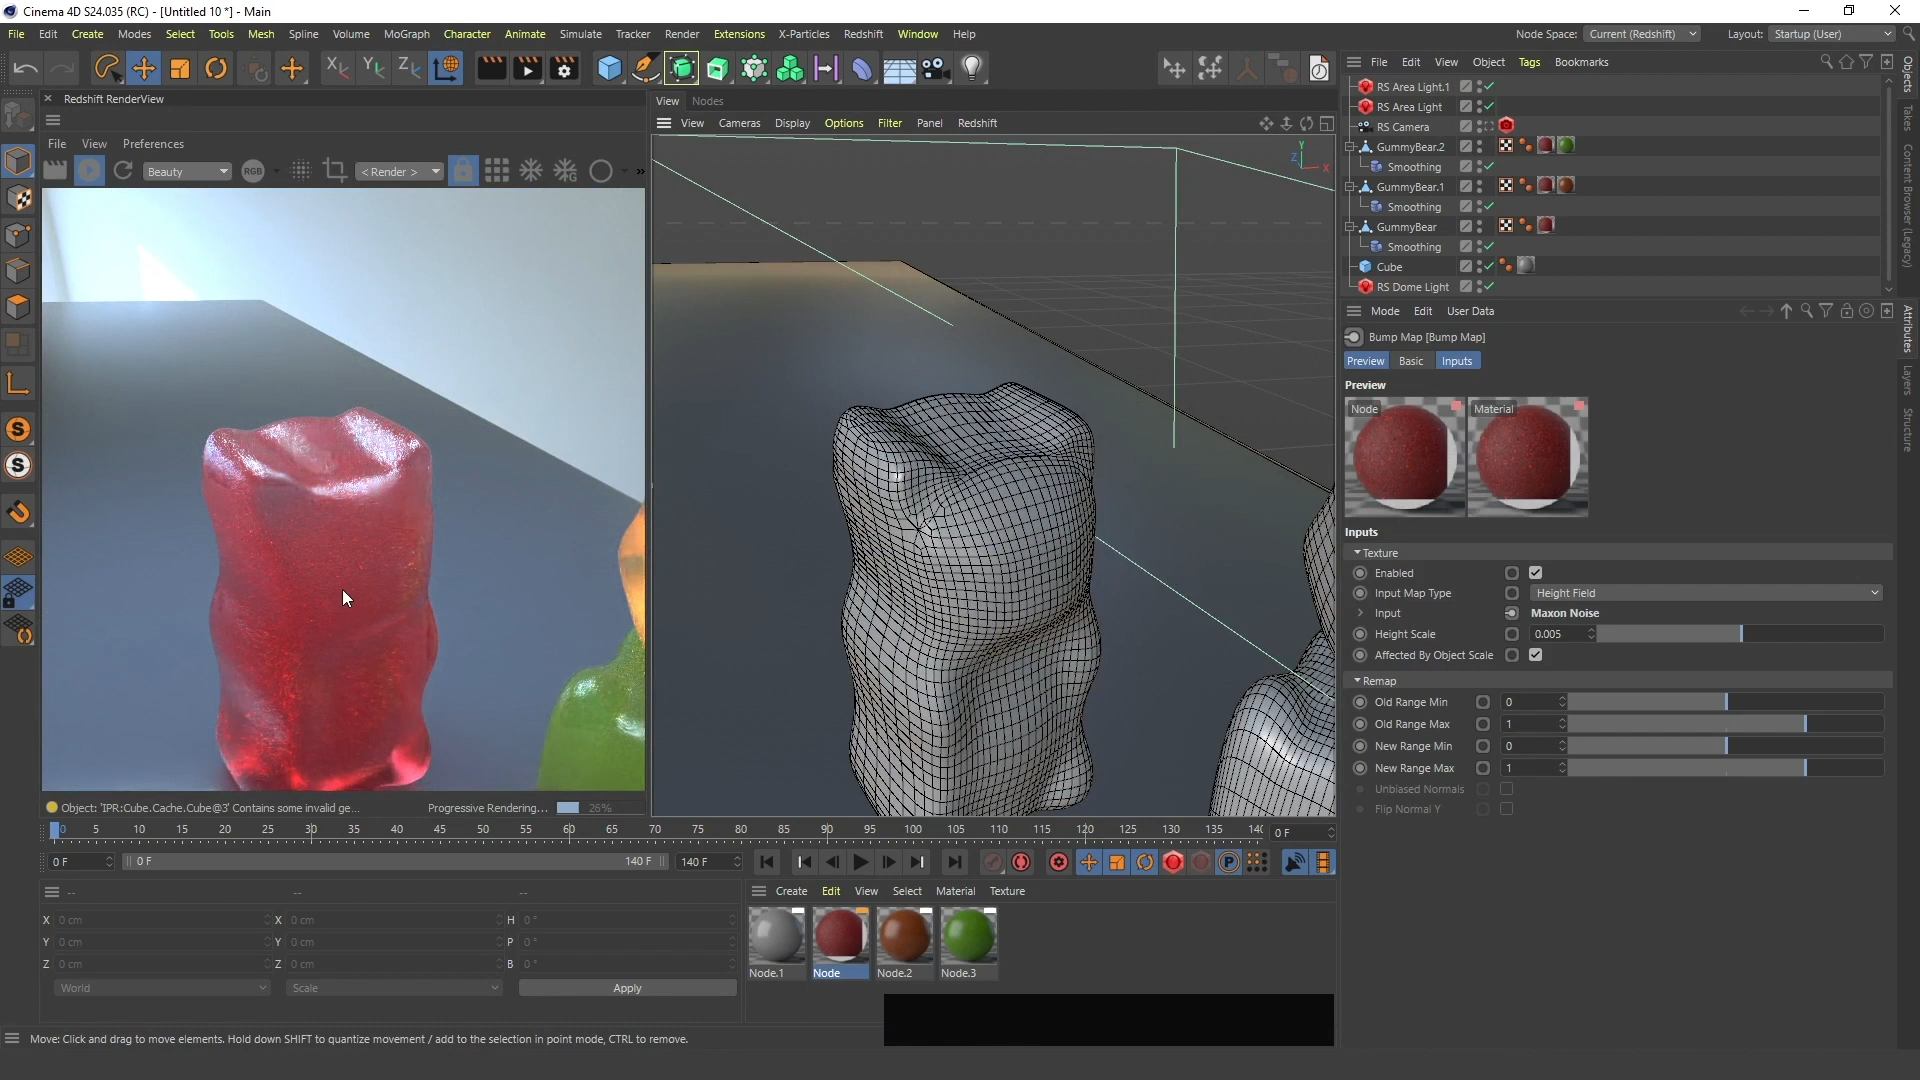 Cinema 4D S24.035 (RC) - [Untitled 10 *] - Main
File Edit Create Modes Select Tools Mesh Spline Volume MoGraph Character Animate Simulate Tracker Render Extensions X-Particles Redshift Window Help Node Space: Current (Redshift) Layout: Startup (User)
X Y Z
File Edit View Object Tags Bookmarks
Redshift RenderView
View Nodes
View Cameras Display Options Filter Panel Redshift
File View Preferences
Beauty RGB < Render > G »
Y
Z X
RS Area Light.1
RS Area Light
RS Camera
GummyBear.2
Smoothing
GummyBear.1
Smoothing
GummyBear
Smoothing
Cube
RS Dome Light
Objects
Takes
Content Browser (Legacy)
Attributes
Layers
Structure
Mode Edit User Data
Bump Map [Bump Map]
Preview Basic Inputs
Preview
Node Material
Inputs
Texture
Enabled
Input Map Type Height Field
Input Maxon Noise
Height Scale 0.005
Affected By Object Scale
Remap
Old Range Min 0
Old Range Max 1
New Range Min 0
New Range Max 1
Unbiased Normals
Flip Normal Y
S
S
Object: 'IPR:Cube.Cache.Cube@3' Contains some invalid ge... Progressive Rendering... 26%
0 5 10 15 20 25 30 35 40 45 50 55 60 65 70 75 80 85 90 95 100 105 110 115 120 125 130 135 140 0 F
0 F 0 F 140 F 140 F P
-- -- --
Create Edit View Select Material Texture
X 0 cm X 0 cm H 0 °
Y 0 cm Y 0 cm P 0 °
Z 0 cm Z 0 cm B 0 °
Node.1 Node Node.2 Node.3
World Scale Apply
Move: Click and drag to move elements. Hold down SHIFT to quantize movement / add to the selection in point mode, CTRL to remove.